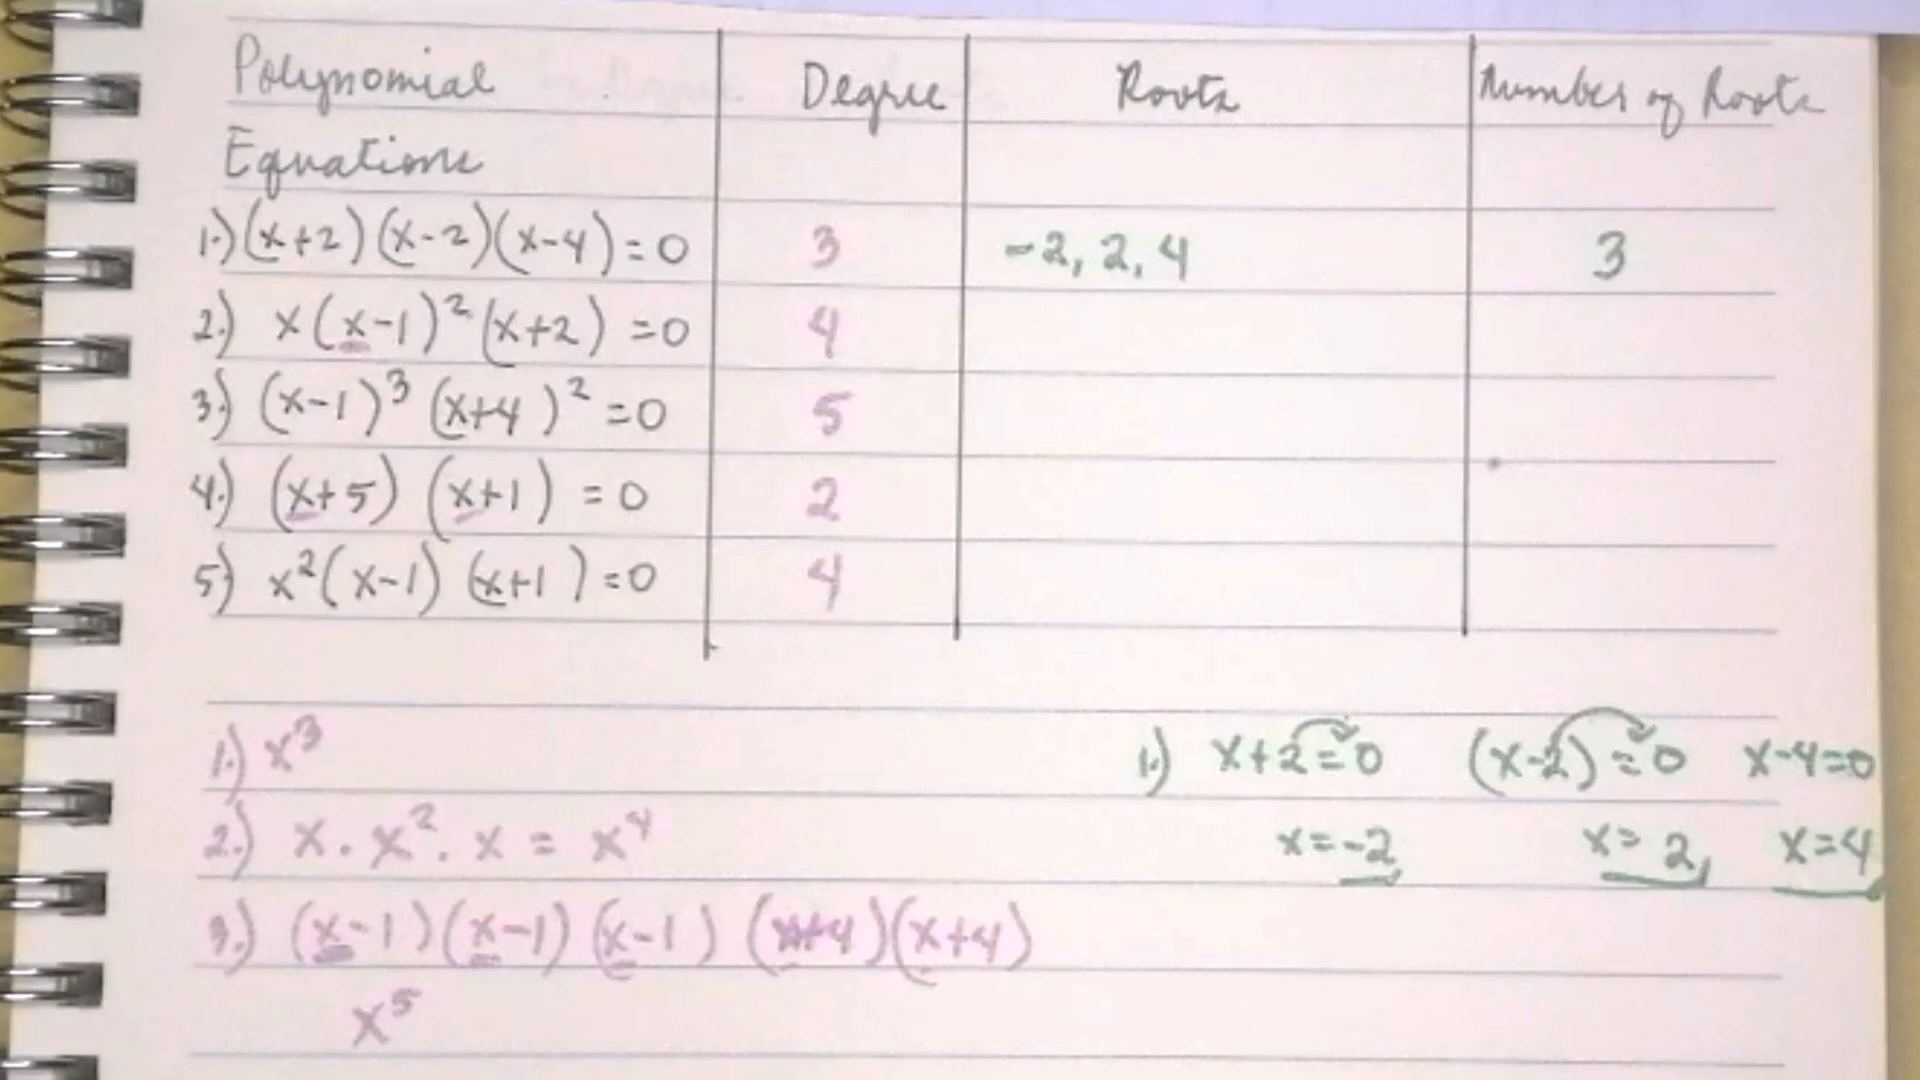 Polynomial Equations Degree Roots Number of Roots
1.) (x+2)(x-2)(x-4)=0 3 -2, 2, 4 3
2.) x(x-1)²(x+2)=0 4
3.) (x-1)³(x+4)²=0 5
4.) (x+5)(x+1)=0 2
5.) x²(x-1)(x+1)=0 4
1.) x³
2.) x · x² · x = x⁴
3.) (x-1)(x-1)(x-1)(x+4)(x+4)
x⁵
1.) x+2=0 (x-2)=0 x-4=0
x=-2, x=2, x=4